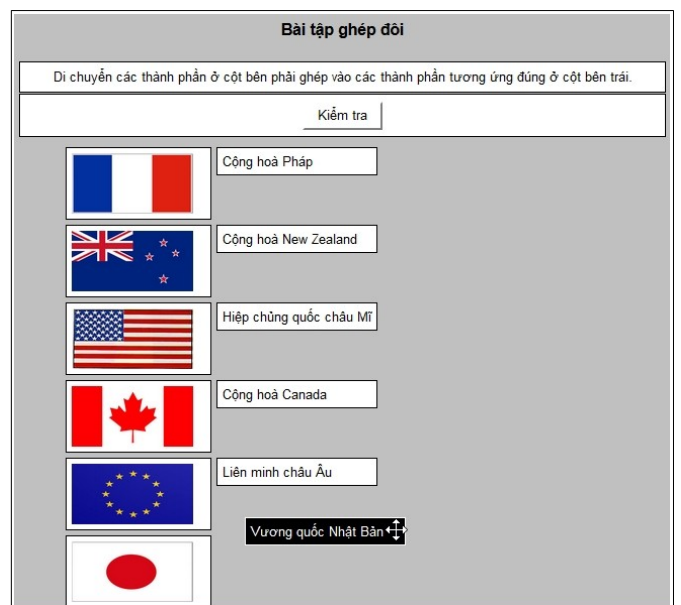 Bài tập ghép đôi
Di chuyển các thành phần ở cột bên phải ghép vào các thành phần tương ứng đúng ở cột bên trái.
Kiểm tra
Cộng hoà Pháp
Cộng hoà New Zealand
Hiệp chủng quốc châu Mĩ
Cộng hoà Canada
Liên minh châu Âu
Vương quốc Nhật Bản